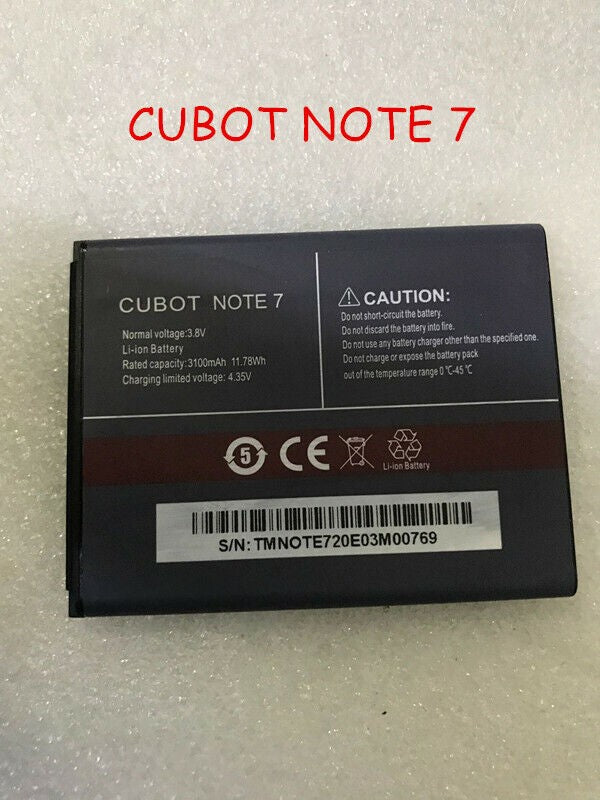 CUBOT NOTE 7
CUBOT NOTE 7
Normal voltage:3.8V
Li-ion Battery
Rated capacity:3100mAh 11.78Wh
Charging limited voltage: 4.35V
CAUTION:
Do not short-circuit the battery.
Do not discard the battery into fire.
Do not use any battery charger other than the specified one.
Do not charge or expose the battery pack
out of the temperature range 0 ℃-45 ℃
5
CE
Li-ion Battery
S/N: TMNOTE720E03M00769